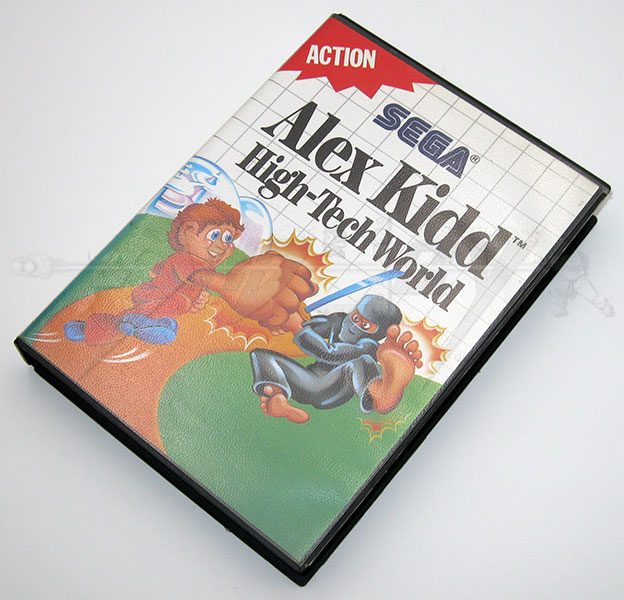 ACTION
SEGA®
Alex Kidd™
High-Tech World